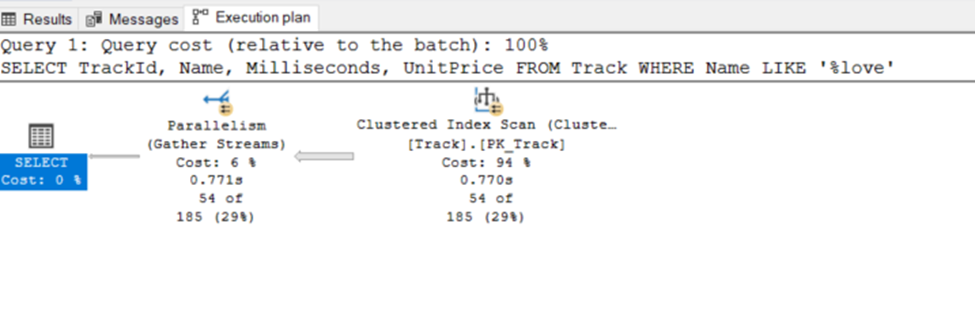 Results Messages Execution plan
Query 1: Query cost (relative to the batch): 100%
SELECT TrackId, Name, Milliseconds, UnitPrice FROM Track WHERE Name LIKE '%love'
SELECT
Cost: 0 %
Parallelism
(Gather Streams)
Cost: 6 %
0.771s
54 of
185 (29%)
Clustered Index Scan (Cluste…
[Track].[PK_Track]
Cost: 94 %
0.770s
54 of
185 (29%)